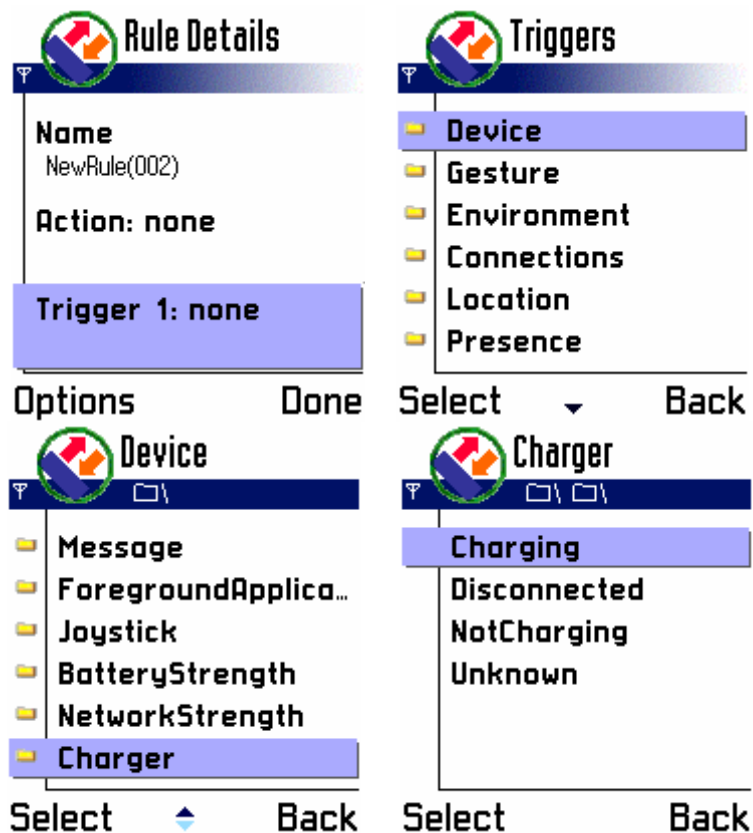 Rule Details
Name
NewRule(002)
Action: none
Trigger 1: none
Options Done
Triggers
Device
Gesture
Environment
Connections
Location
Presence
Select Back
Device
\
Message
ForegroundApplica…
Joystick
BatteryStrength
NetworkStrength
Charger
Select Back
Charger
\ \
Charging
Disconnected
NotCharging
Unknown
Select Back